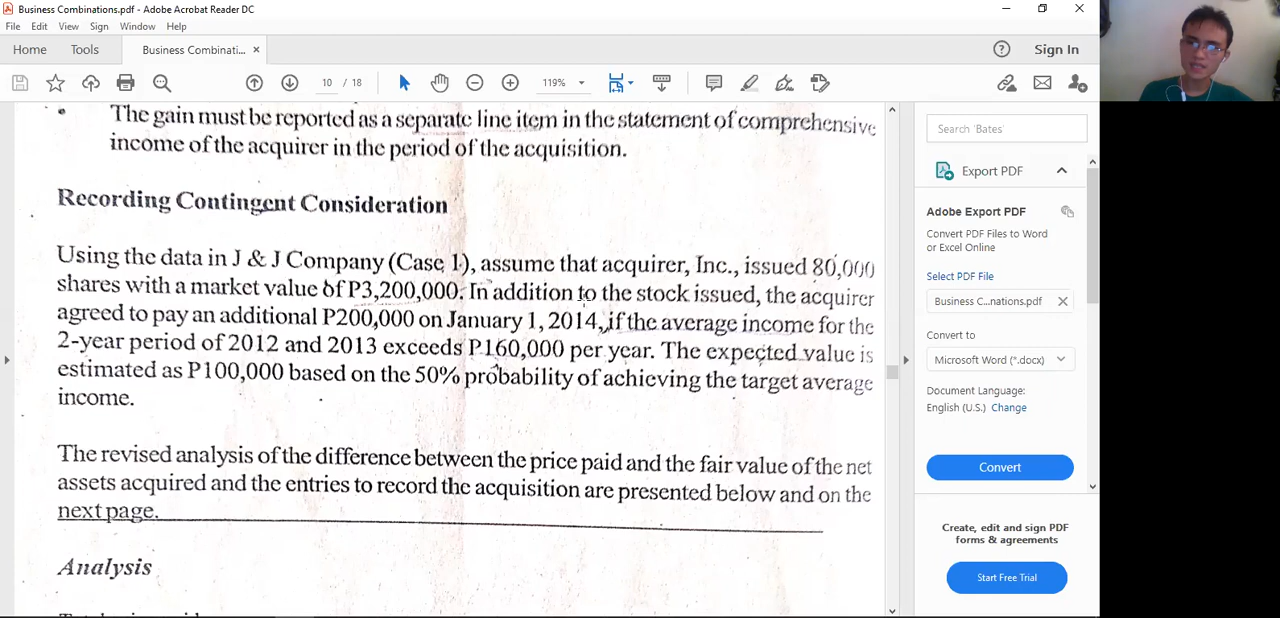 Business Combinations.pdf - Adobe Acrobat Reader DC
File Edit View Sign Window Help
Home Tools Business Combinati... × Sign In
10 / 18 119%
• The gain must be reported as a separate line item in the statement of comprehensive
income of the acquirer in the period of the acquisition.
Recording Contingent Consideration
Using the data in J & J Company (Case 1), assume that acquirer, Inc., issued 80,000
shares with a market value of P3,200,000. In addition to the stock issued, the acquirer
agreed to pay an additional P200,000 on January 1, 2014, if the average income for the
2-year period of 2012 and 2013 exceeds P160,000 per year. The expected value is
estimated as P100,000 based on the 50% probability of achieving the target average
income.
The revised analysis of the difference between the price paid and the fair value of the net
assets acquired and the entries to record the acquisition are presented below and on the
next page.
Analysis
Search 'Bates'
Export PDF
Adobe Export PDF
Convert PDF Files to Word
or Excel Online
Select PDF File
Business C...nations.pdf
Convert to
Microsoft Word (*.docx)
Document Language:
English (U.S.) Change
Convert
Create, edit and sign PDF
forms & agreements
Start Free Trial